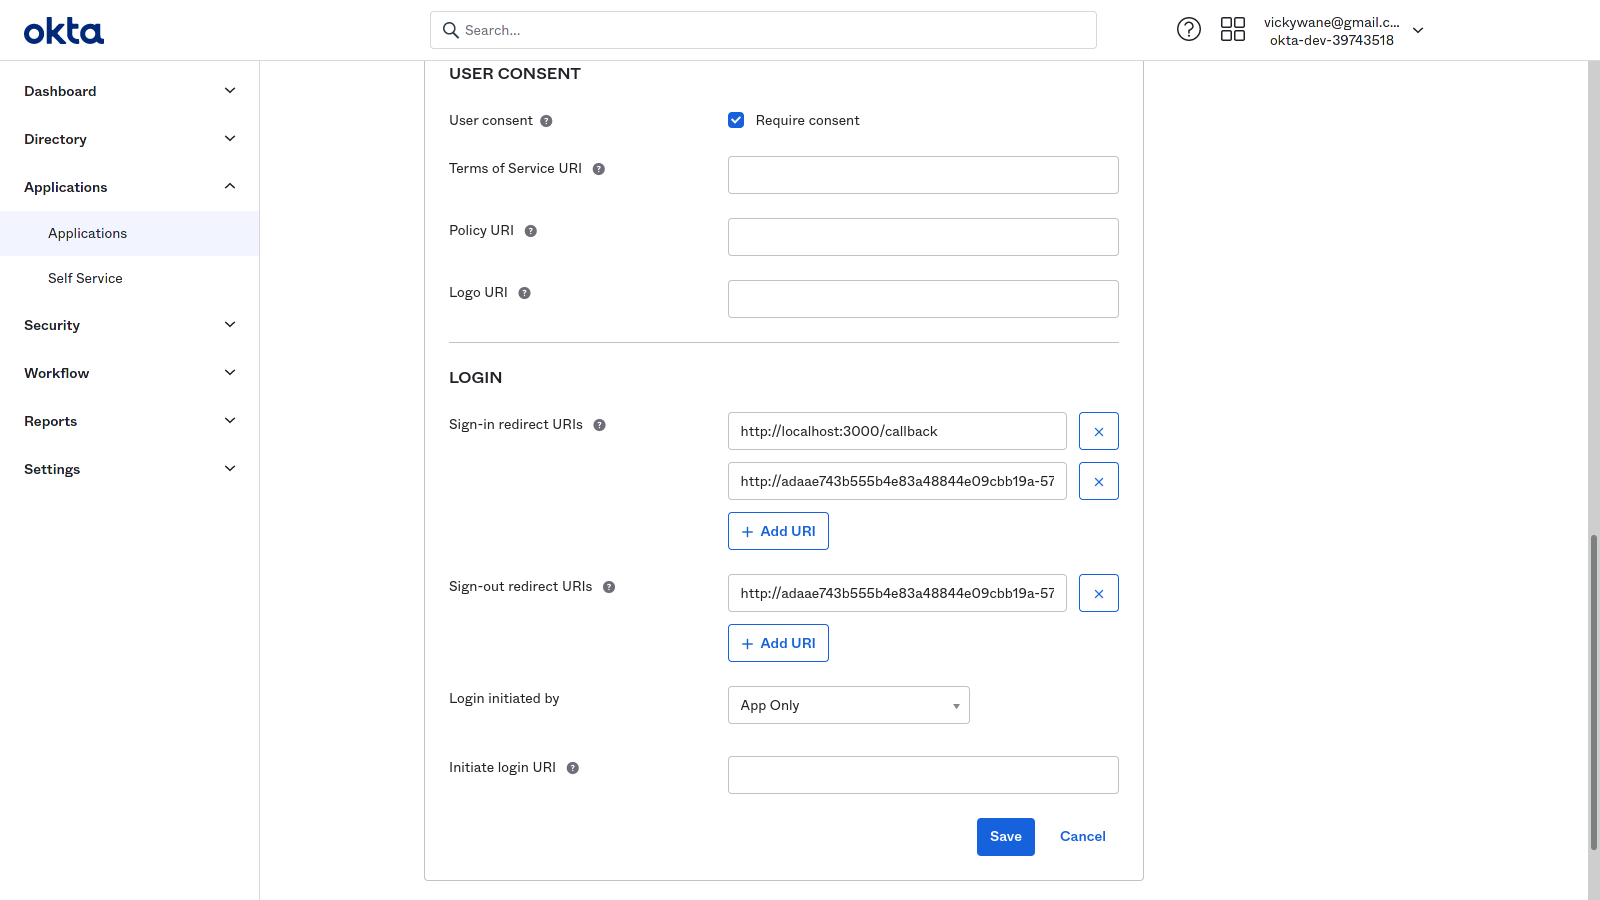 okta
Search...
vickywane@gmail.c...
okta-dev-39743518
Dashboard
Directory
Applications
Applications
Self Service
Security
Workflow
Reports
Settings
USER CONSENT
User consent
Require consent
Terms of Service URI
Policy URI
Logo URI
LOGIN
Sign-in redirect URIs
http://localhost:3000/callback
http://adaae743b555b4e83a48844e09cbb19a-57
+ Add URI
Sign-out redirect URIs
http://adaae743b555b4e83a48844e09cbb19a-57
+ Add URI
Login initiated by
App Only
Initiate login URI
Save
Cancel